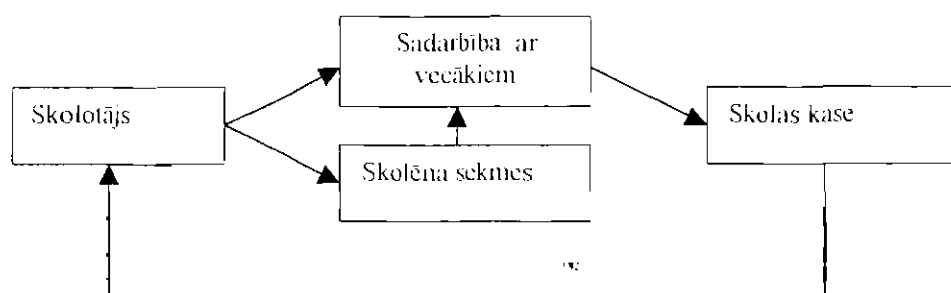 Sadarbība ar
vecākiem
Skolotājs
Skolas kase
Skolēna sekmes